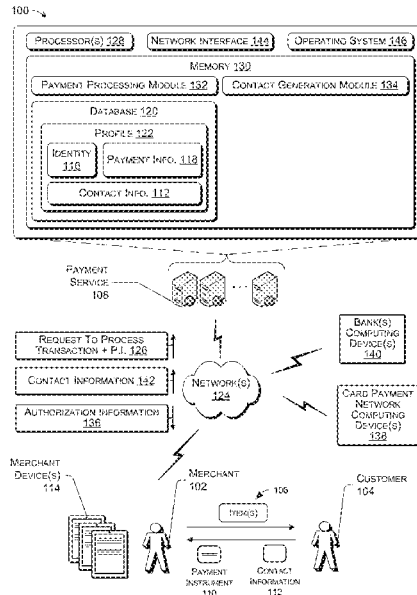 100
PROCESSOR(S) 128
NETWORK INTERFACE 144
OPERATING SYSTEM 146
MEMORY 130
PAYMENT PROCESSING MODULE 132
CONTACT GENERATION MODULE 134
DATABASE 120
PROFILE 122
IDENTITY
116
PAYMENT INFO. 118
CONTACT INFO. 112
PAYMENT
SERVICE
108
REQUEST TO PROCESS
TRANSACTION + P.I. 126
CONTACT INFORMATION 142
AUTHORIZATION INFORMATION
136
NETWORK(S)
124
BANK(S)
COMPUTING
DEVICE(S)
140
CARD PAYMENT
NETWORK
COMPUTING
DEVICE(S)
138
MERCHANT
DEVICE(S)
114
MERCHANT
102
106
ITEM(S)
CUSTOMER
104
PAYMENT
INSTRUMENT
110
CONTACT
INFORMATION
112